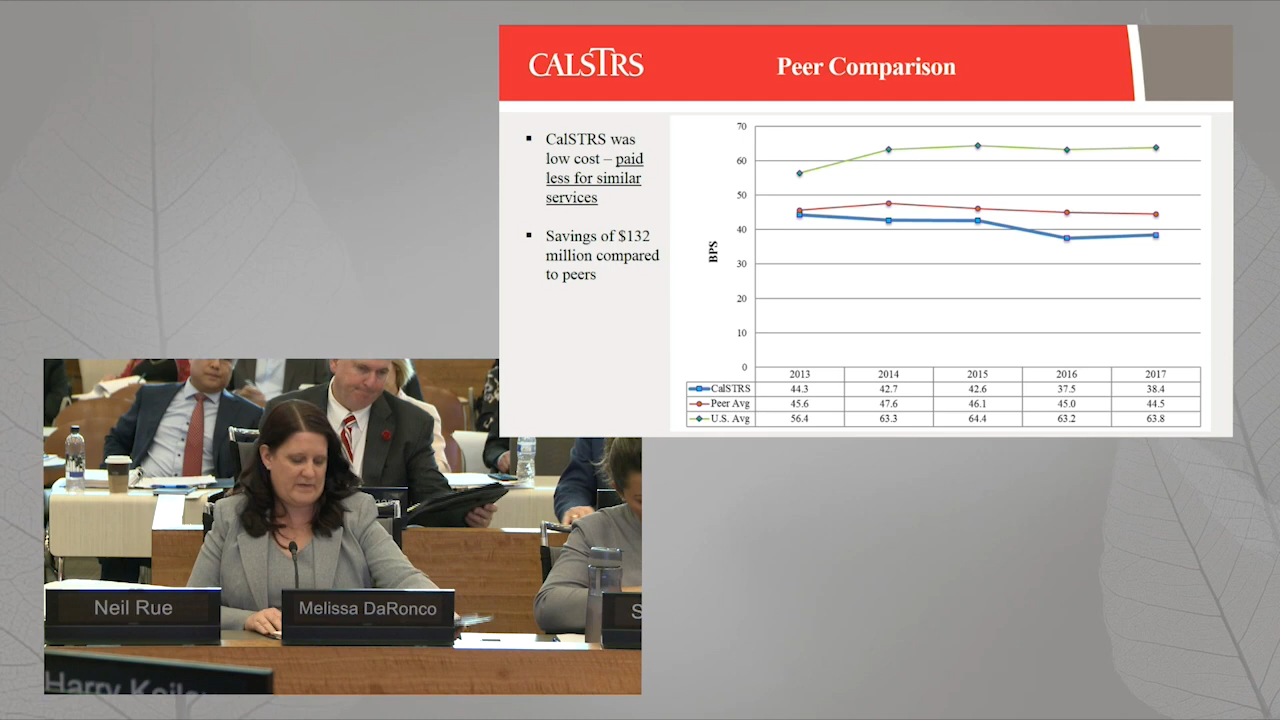 CALSTRS
Peer Comparison
▪ CalSTRS was
low cost – paid
less for similar
services
▪ Savings of $132
million compared
to peers
BPS
70
60
50
40
30
20
10
0
2013 2014 2015 2016 2017
CalSTRS 44.3 42.7 42.6 37.5 38.4
Peer Avg 45.6 47.6 46.1 45.0 44.5
U.S. Avg 56.4 63.3 64.4 63.2 63.8
Neil Rue
Melissa DaRonco
S
Harry